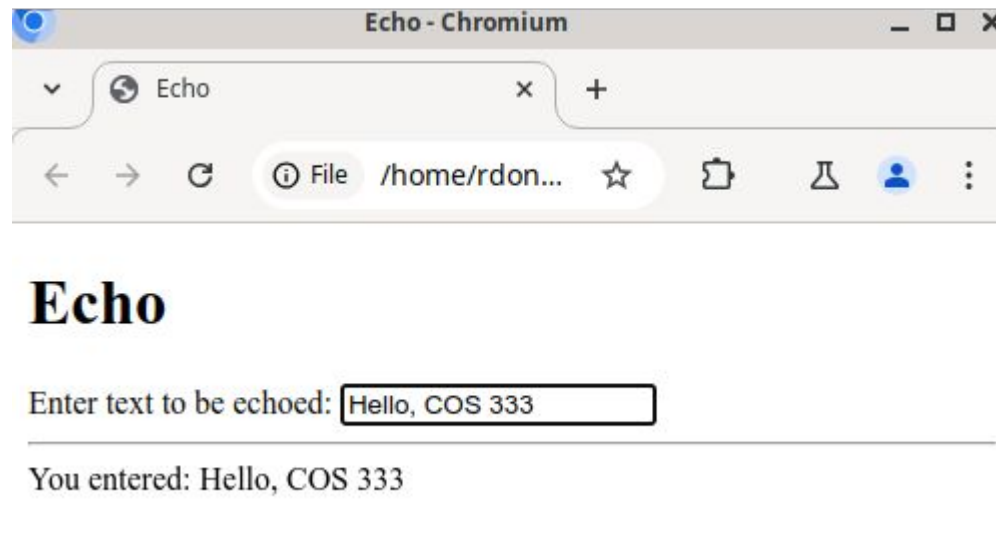 Echo - Chromium
Echo
File /home/rdon...
Echo
Enter text to be echoed: Hello, COS 333
You entered: Hello, COS 333